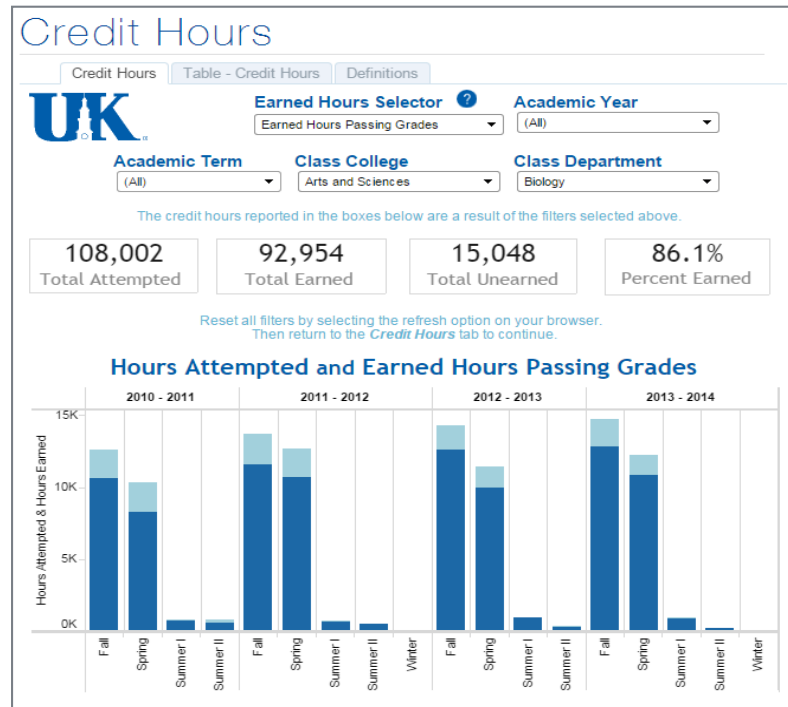 Credit Hours
Credit Hours
Table - Credit Hours
Definitions
UK
Earned Hours Selector ?
Academic Year
Earned Hours Passing Grades
(All)
Academic Term
Class College
Class Department
(All)
Arts and Sciences
Biology
The credit hours reported in the boxes below are a result of the filters selected above.
108,002
Total Attempted
92,954
Total Earned
15,048
Total Unearned
86.1%
Percent Earned
Reset all filters by selecting the refresh option on your browser.
Then return to the Credit Hours tab to continue.
Hours Attempted and Earned Hours Passing Grades
2010 - 2011
2011 - 2012
2012 - 2013
2013 - 2014
Hours Attempted & Hours Earned
15K
10K
5K
0K
Fall
Spring
Summer I
Summer II
Fall
Spring
Summer I
Summer II
Winter
Fall
Spring
Summer I
Summer II
Fall
Spring
Summer I
Summer II
Winter